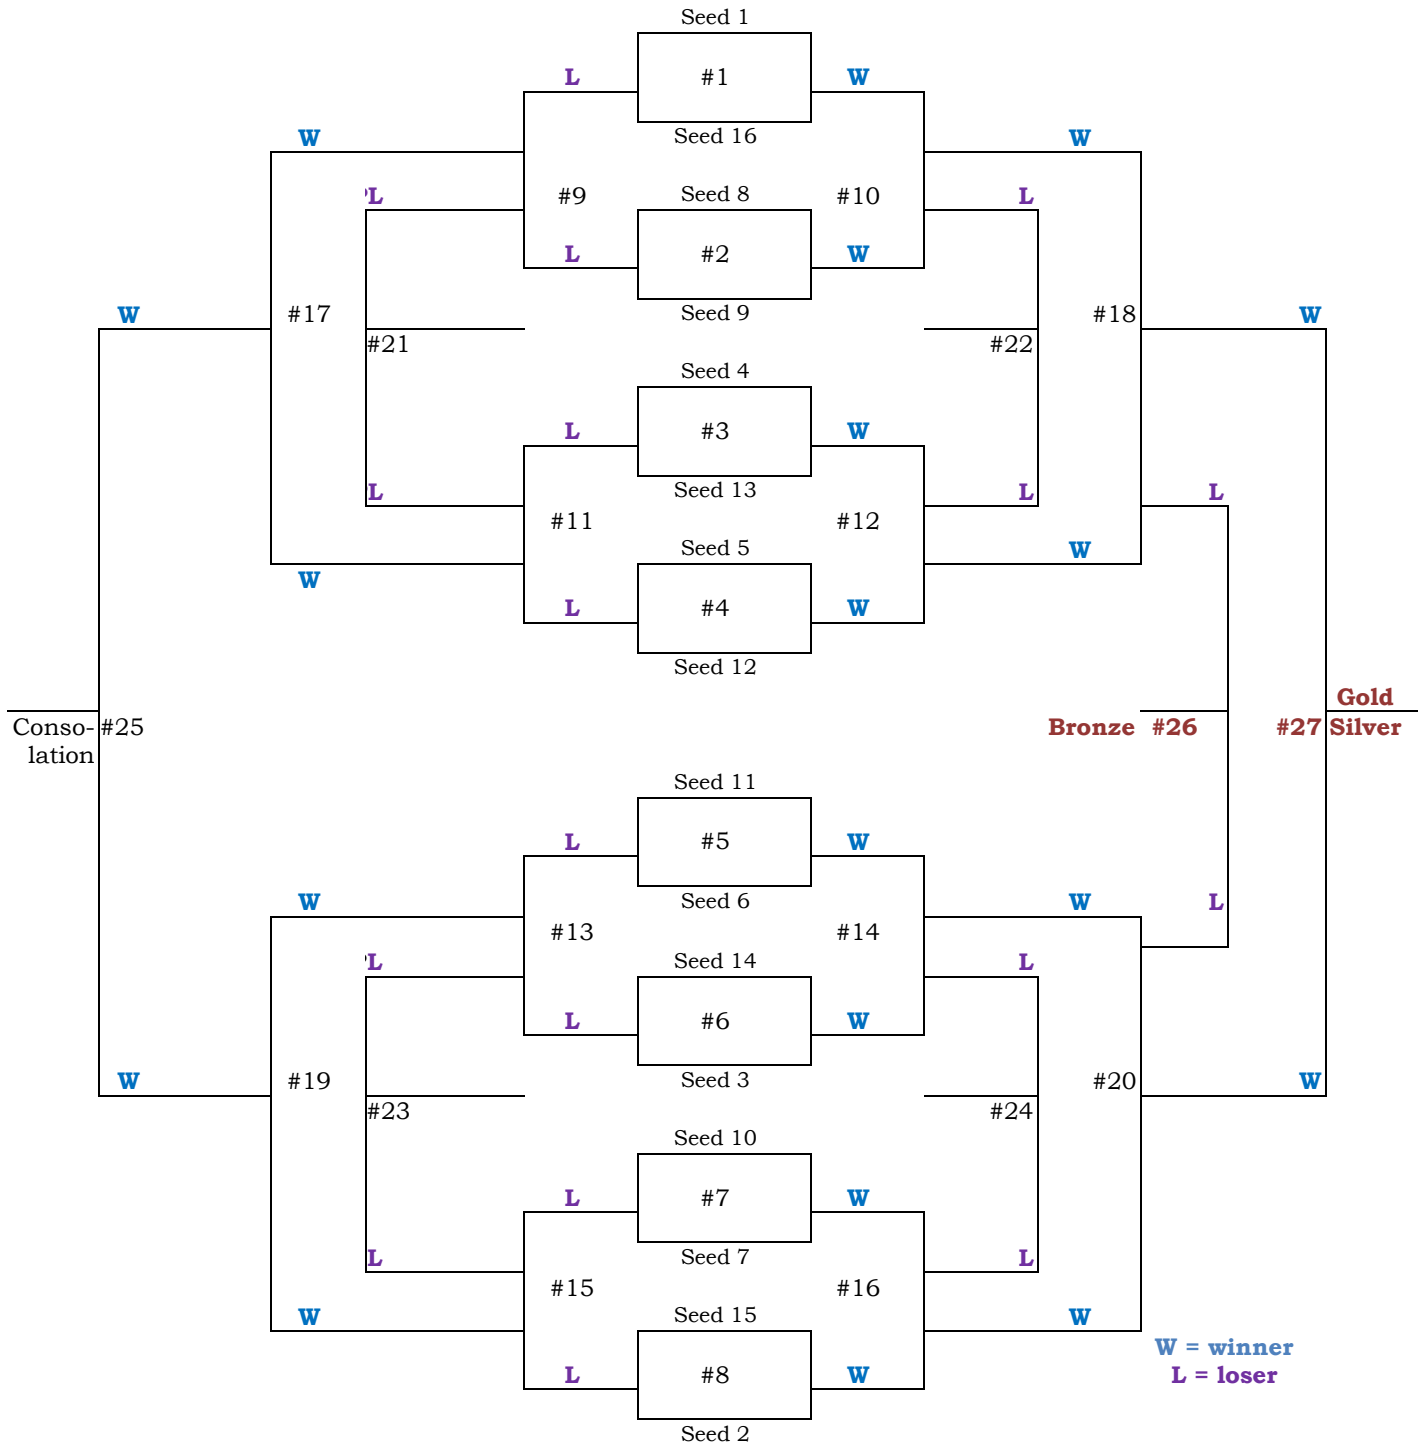 Seed 1
L #1 W
W Seed 16 W
L #9 Seed 8 #10 L
L #2 W
W #17 Seed 9 #18 W
#21 #22
Seed 4
L #3 W
L Seed 13 L L
#11 #12
Seed 5 W
W
L #4 W
Seed 12
Gold
Conso- #25 Bronze #26 #27 Silver
lation
Seed 11
L #5 W
W Seed 6 W L
#13 #14
L Seed 14 L
L #6 W
W #19 Seed 3 #20 W
#23 #24
Seed 10
L #7 W
L Seed 7 L
#15 #16
W Seed 15 W
W = winner
L #8 W L = loser
Seed 2